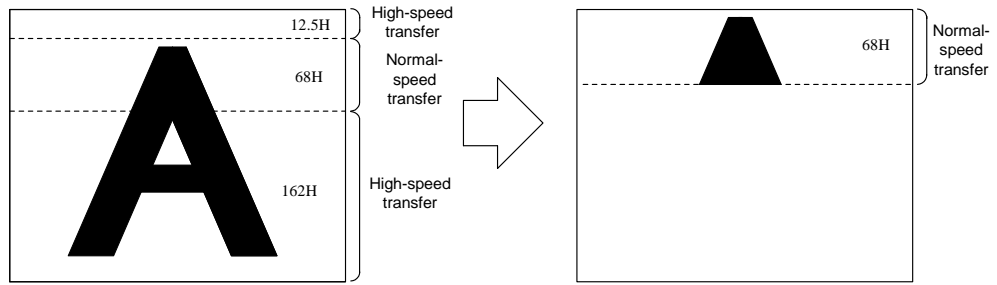 12.5H
High-speed
transfer
68H
Normal-
speed
transfer
162H
High-speed
transfer
A
68H
Normal-
speed
transfer